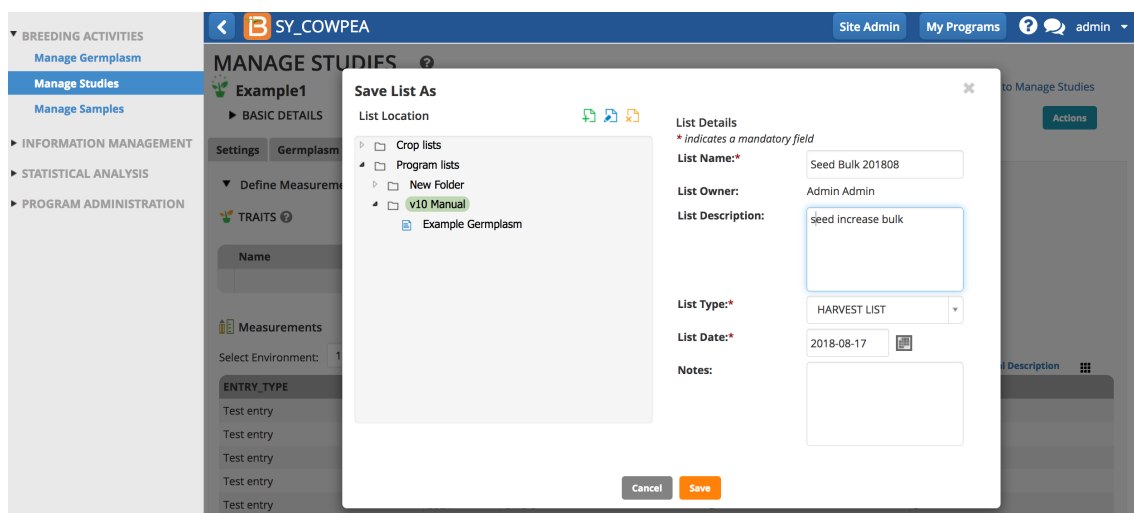 BREEDING ACTIVITIES
Manage Germplasm
Manage Studies
Manage Samples
INFORMATION MANAGEMENT
STATISTICAL ANALYSIS
PROGRAM ADMINISTRATION
SY_COWPEA
Site Admin
My Programs
admin
MANAGE STUDIES
Example1
to Manage Studies
BASIC DETAILS
Actions
Settings
Germplasm
Define Measureme
TRAITS
Name
Measurements
Select Environment: 1
l Description
ENTRY_TYPE
Test entry
Test entry
Test entry
Test entry
Test entry
Save List As
List Location
Crop lists
Program lists
New Folder
v10 Manual
Example Germplasm
List Details
* indicates a mandatory field
List Name:* Seed Bulk 201808
List Owner: Admin Admin
List Description: seed increase bulk
List Type:* HARVEST LIST
List Date:* 2018-08-17
Notes:
Cancel
Save